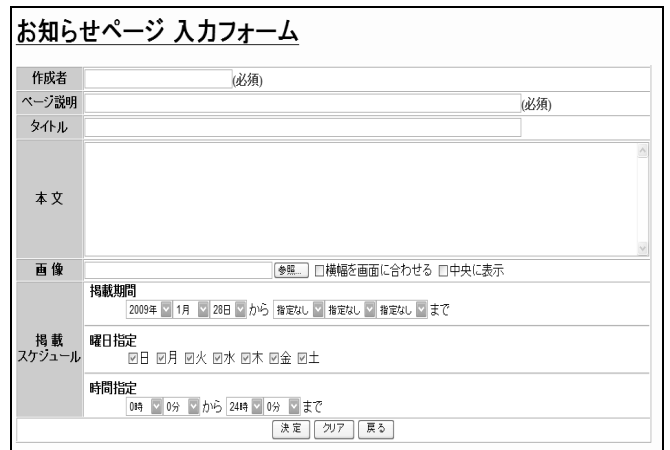 お知らせページ 入力フォーム
作成者 (必須)
ページ説明 (必須)
タイトル
本 文
画 像 参照... □横幅を画面に合わせる □中央に表示
掲 載
スケジュール
掲載期間
2009年 1月 28日 から 指定なし 指定なし 指定なし まで
曜日指定
☑日 ☑月 ☑火 ☑水 ☑木 ☑金 ☑土
時間指定
0時 0分 から 24時 0分 まで
決 定 クリア 戻 る